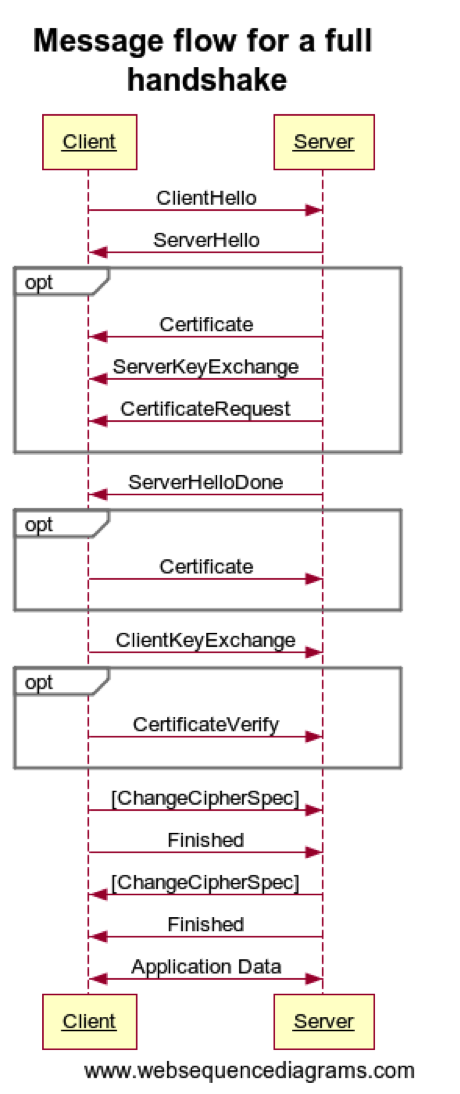 Message flow for a full
handshake
Client
Server
ClientHello
ServerHello
opt
Certificate
ServerKeyExchange
CertificateRequest
ServerHelloDone
opt
Certificate
ClientKeyExchange
opt
CertificateVerify
[ChangeCipherSpec]
Finished
[ChangeCipherSpec]
Finished
Application Data
Client
Server
www.websequencediagrams.com